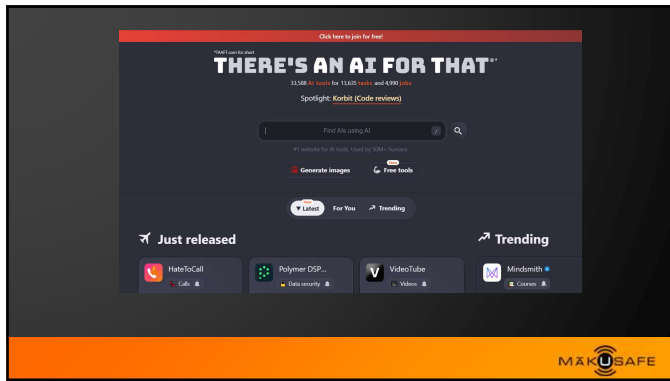 Click here to join for free!
*TAAFT.com for short
THERE'S AN AI FOR THAT®*
33,588 AI tools for 13,635 tasks and 4,990 jobs
Spotlight: Korbit (Code reviews)
Find AIs using AI /
#1 website for AI tools. Used by 50M+ humans.
Generate images
Free tools
New
▼ Latest For You Trending
Just released
Trending
HateToCall
Calls
Polymer DSP...
Data security
VideoTube
Videos
Mindsmith
Courses
MĀKUSAFE